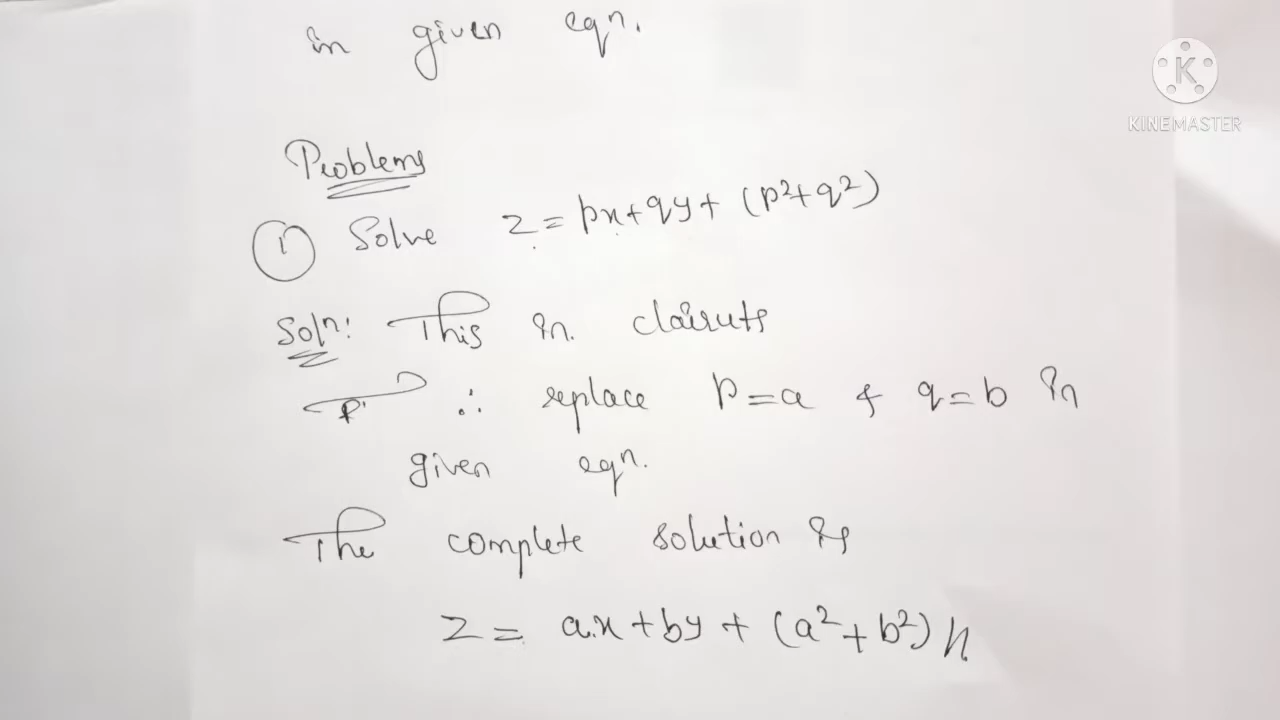 in given eqn.
KINEMASTER
Problems
① Solve z = px + qy + (p² + q²)
Soln: This in clairuts
∴ replace p = a & q = b in
given eqn.
The complete solution is
z = ax + by + (a² + b²)